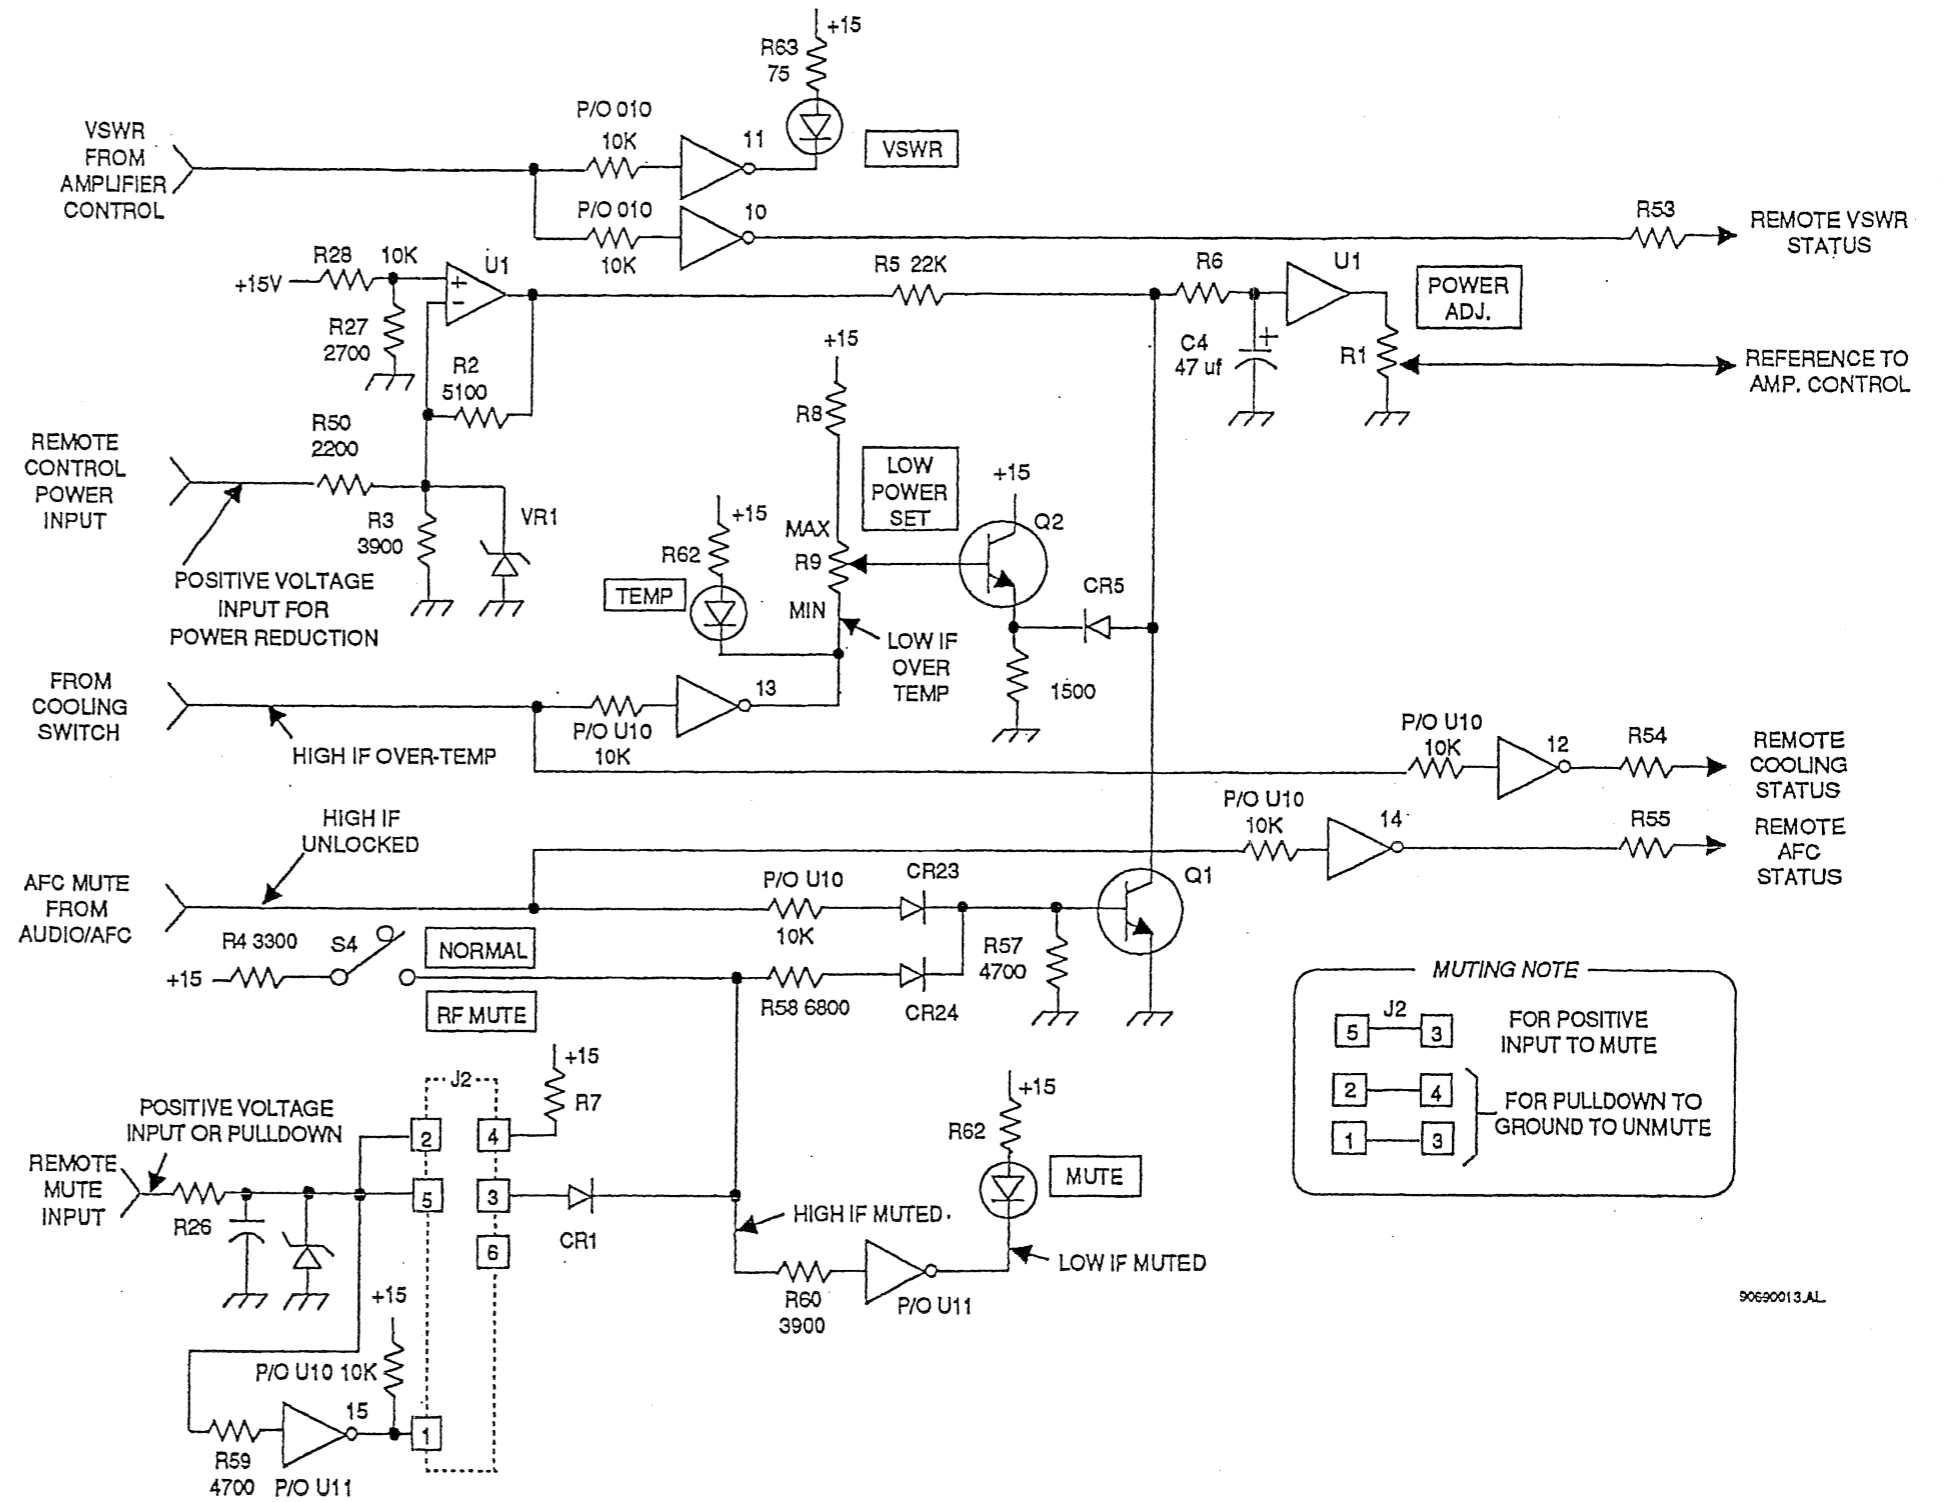 +15
R63
75
P/O 010
10K
11
VSWR
FROM
AMPLIFIER
CONTROL
VSWR
P/O 010
10K
10
R53
REMOTE VSWR
STATUS
R28 10K
+15V
U1
+
-
R27
2700
R2
5100
R5 22K
R6
U1
POWER
ADJ.
C4
47 uf
+
R1
REFERENCE TO
AMP. CONTROL
REMOTE
CONTROL
POWER
INPUT
R50
2200
R3
3900
VR1
POSITIVE VOLTAGE
INPUT FOR
POWER REDUCTION
+15
R8
MAX
R9
MIN
LOW
POWER
SET
+15
Q2
+15
R62
TEMP
LOW IF
OVER
TEMP
CR5
1500
FROM
COOLING
SWITCH
HIGH IF OVER-TEMP
P/O U10
10K
13
P/O U10
10K
12
R54
REMOTE
COOLING
STATUS
HIGH IF
UNLOCKED
P/O U10
10K
14
R55
REMOTE
AFC
STATUS
AFC MUTE
FROM
AUDIO/AFC
P/O U10
10K
CR23
Q1
R4 3300
S4
NORMAL
+15
RF MUTE
R58 6800
CR24
R57
4700
MUTING NOTE
5 J2 3
FOR POSITIVE
INPUT TO MUTE
2 4
1 3
FOR PULLDOWN TO
GROUND TO UNMUTE
POSITIVE VOLTAGE
INPUT OR PULLDOWN
REMOTE
MUTE
INPUT
R26
J2
2
4
5
3
6
1
+15
R7
CR1
HIGH IF MUTED.
+15
R62
MUTE
LOW IF MUTED
R60
3900
P/O U11
+15
P/O U10 10K
15
R59
4700
P/O U11
90690013.AL